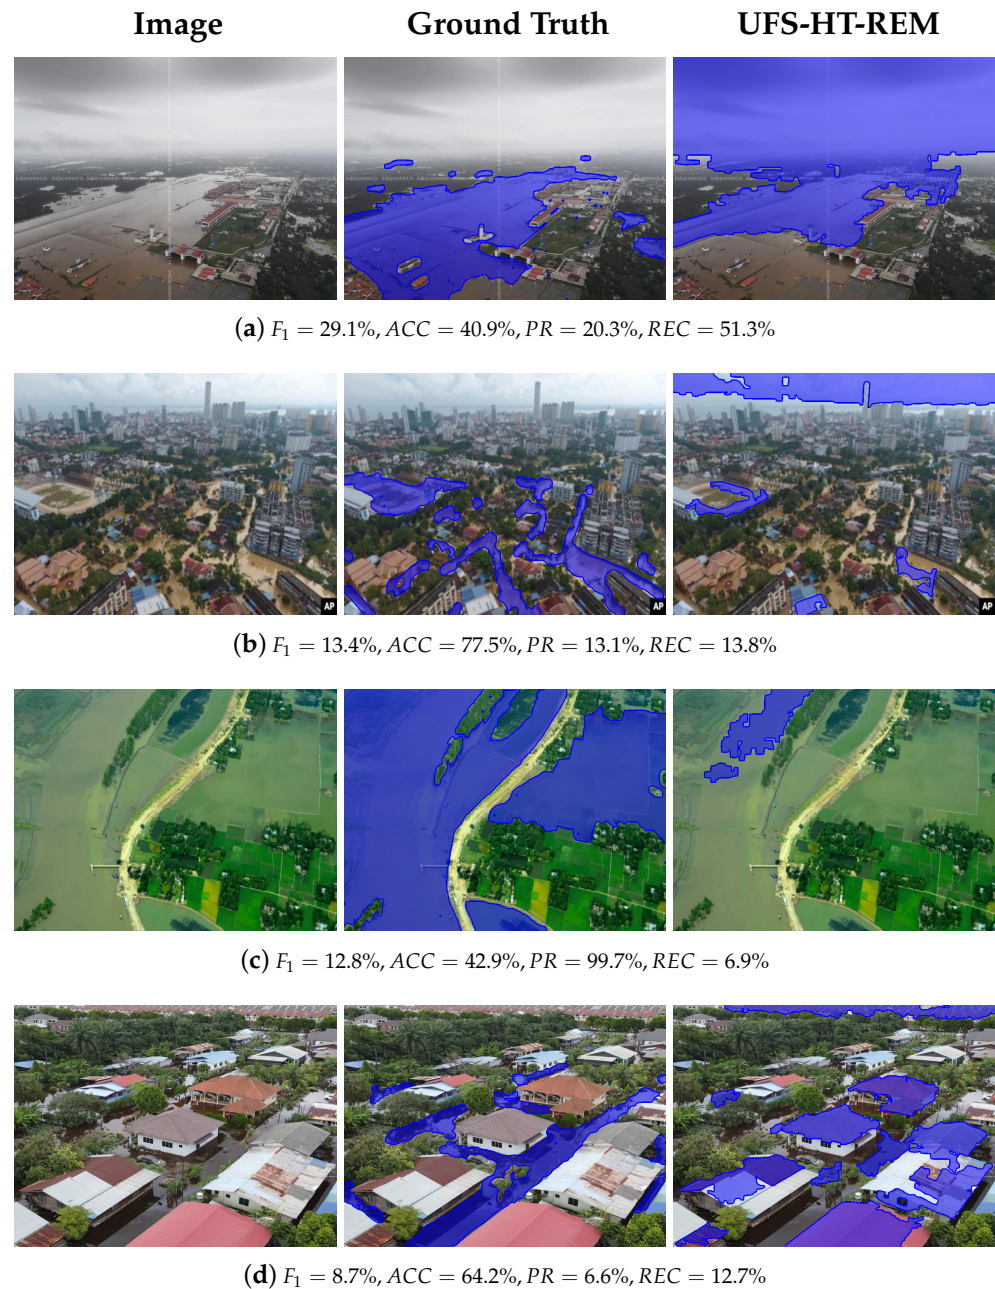 Image Ground Truth UFS-HT-REM
(a) F₁ = 29.1%, ACC = 40.9%, PR = 20.3%, REC = 51.3%
AP AP
(b) F₁ = 13.4%, ACC = 77.5%, PR = 13.1%, REC = 13.8%
(c) F₁ = 12.8%, ACC = 42.9%, PR = 99.7%, REC = 6.9%
(d) F₁ = 8.7%, ACC = 64.2%, PR = 6.6%, REC = 12.7%